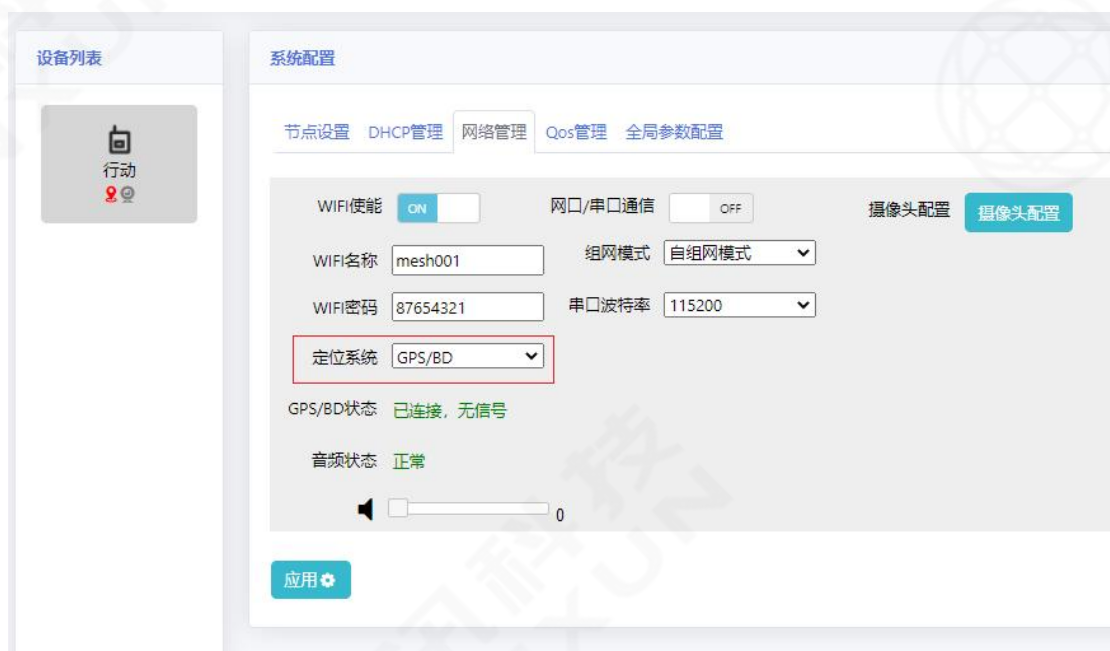 设备列表
行动
系统配置
节点设置 DHCP管理 网络管理 Qos管理 全局参数配置
WIFI使能 ON 网口/串口通信 OFF 摄像头配置 摄像头配置
WIFI名称 mesh001 组网模式 自组网模式
WIFI密码 87654321 串口波特率 115200
定位系统 GPS/BD
GPS/BD状态 已连接, 无信号
音频状态 正常
0
应用
讯科技
XUN